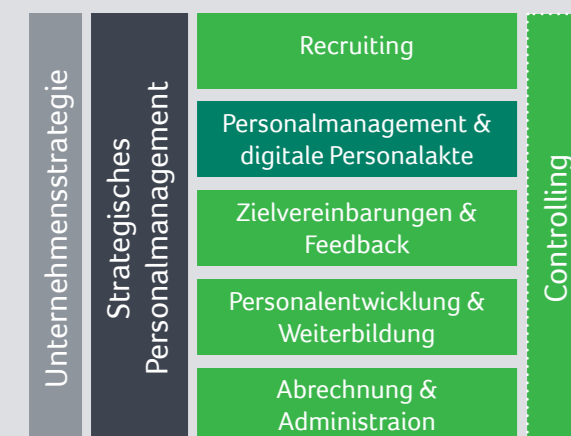 Unternehmensstrategie
Strategisches
Personalmanagement
Recruiting
Personalmanagement &
digitale Personalakte
Zielvereinbarungen &
Feedback
Personalentwicklung &
Weiterbildung
Abrechnung &
Administraion
Controlling